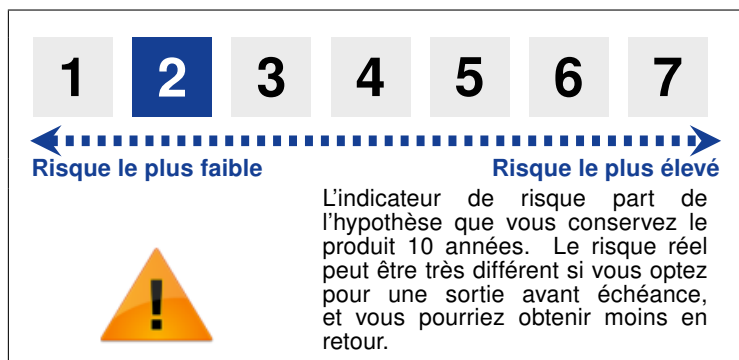 1 2 3 4 5 6 7
Risque le plus faible Risque le plus élevé
L'indicateur de risque part de
l'hypothèse que vous conservez le
produit 10 années. Le risque réel
peut être très différent si vous optez
pour une sortie avant échéance,
et vous pourriez obtenir moins en
retour.
!